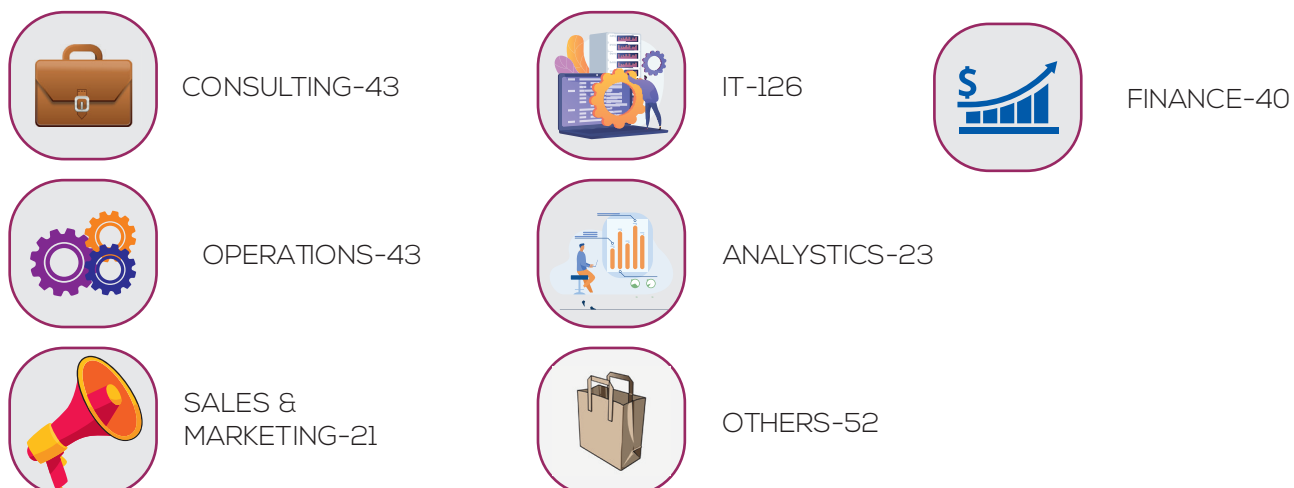 CONSULTING-43
IT-126
FINANCE-40
OPERATIONS-43
ANALYSTICS-23
SALES &
MARKETING-21
OTHERS-52
$